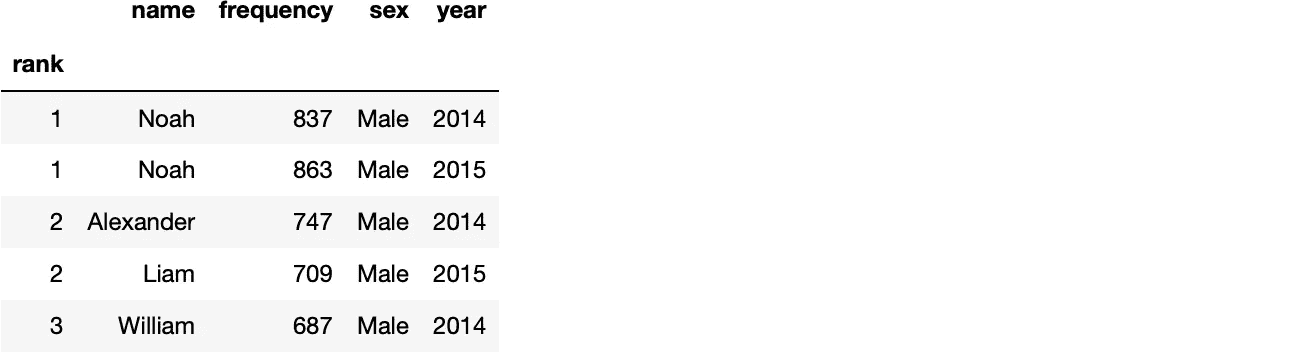 name frequency sex year
rank
1 Noah 837 Male 2014
1 Noah 863 Male 2015
2 Alexander 747 Male 2014
2 Liam 709 Male 2015
3 William 687 Male 2014